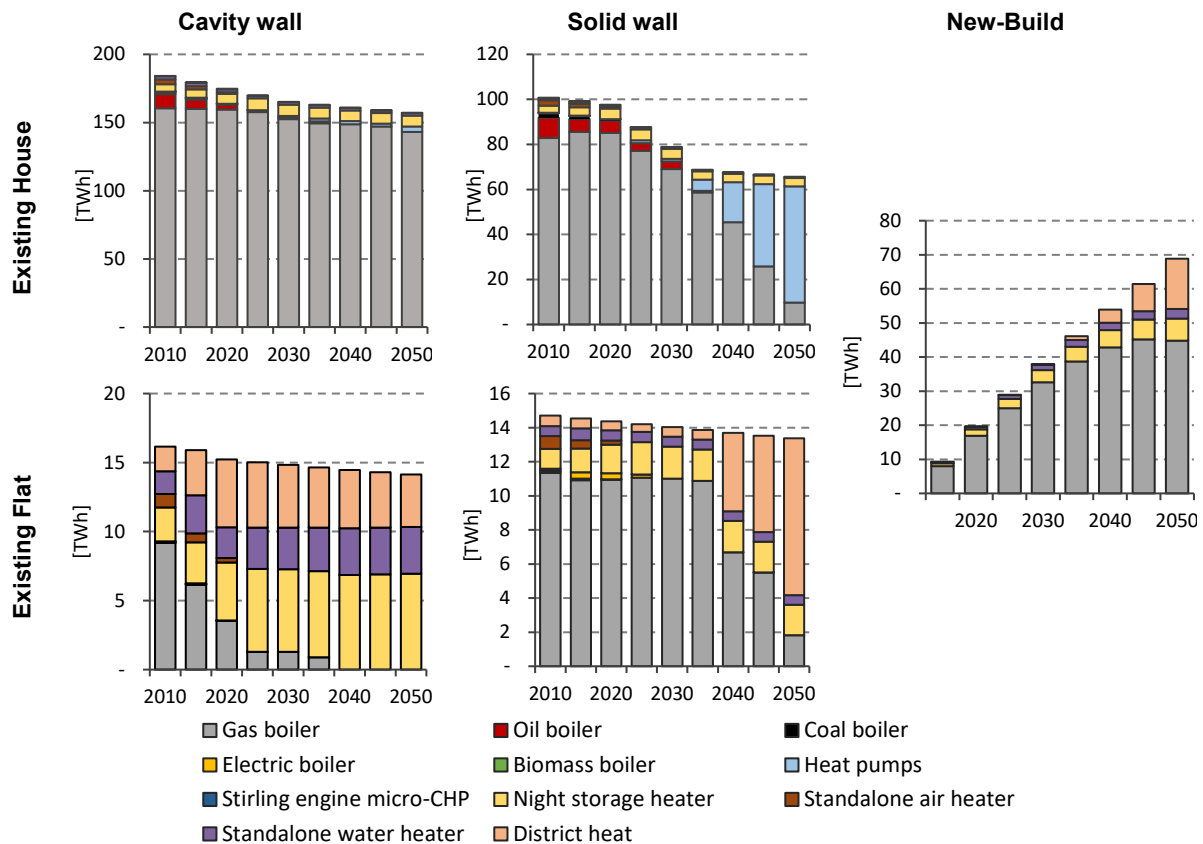 Cavity wall
Solid wall
New-Build
Existing House
[TWh]
200
150
100
50
-
2010 2020 2030 2040 2050
[TWh]
120
100
80
60
40
20
-
2010 2020 2030 2040 2050
[TWh]
80
70
60
50
40
30
20
10
-
2020 2030 2040 2050
Existing Flat
[TWh]
20
15
10
5
-
2010 2020 2030 2040 2050
[TWh]
16
14
12
10
8
6
4
2
-
2010 2020 2030 2040 2050
Gas boiler
Oil boiler
Coal boiler
Electric boiler
Biomass boiler
Heat pumps
Stirling engine micro-CHP
Night storage heater
Standalone air heater
Standalone water heater
District heat